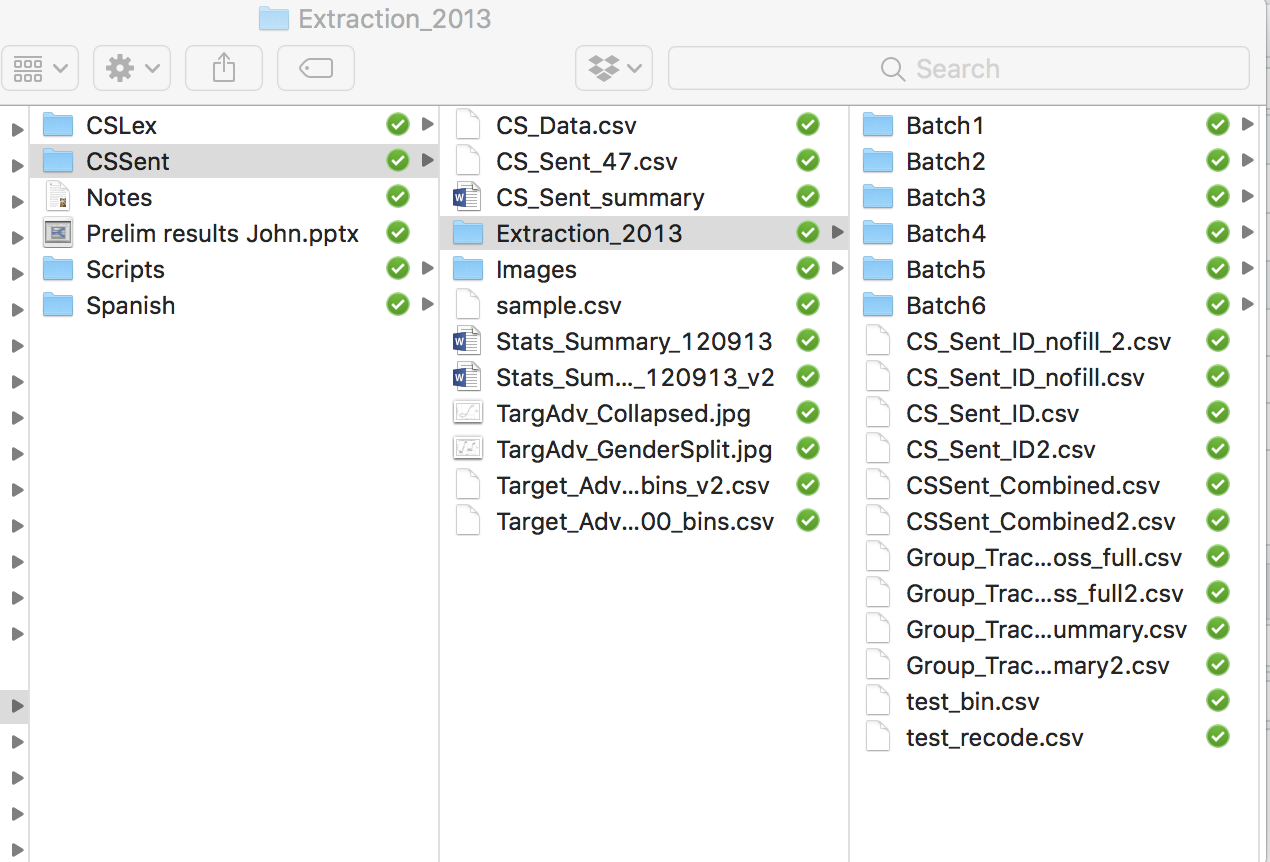 Extraction_2013
Search
CSLex
CSSent
Notes
Prelim results John.pptx
Scripts
Spanish
CS_Data.csv
CS_Sent_47.csv
CS_Sent_summary
Extraction_2013
Images
sample.csv
Stats_Summary_120913
Stats_Sum..._120913_v2
TargAdv_Collapsed.jpg
TargAdv_GenderSplit.jpg
Target_Adv...bins_v2.csv
Target_Adv...00_bins.csv
Batch1
Batch2
Batch3
Batch4
Batch5
Batch6
CS_Sent_ID_nofill_2.csv
CS_Sent_ID_nofill.csv
CS_Sent_ID.csv
CS_Sent_ID2.csv
CSSent_Combined.csv
CSSent_Combined2.csv
Group_Trac...oss_full.csv
Group_Trac...ss_full2.csv
Group_Trac...ummary.csv
Group_Trac...mary2.csv
test_bin.csv
test_recode.csv